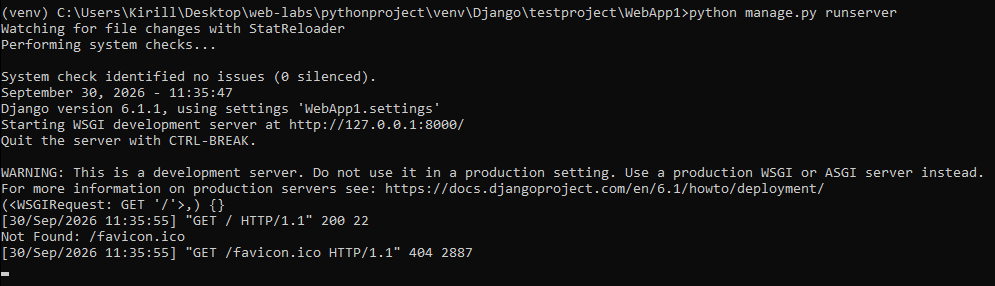 (venv) C:\Users\Kirill\Desktop\web-labs\pythonproject\venv\Django\testproject\WebApp1>python manage.py runserver
Watching for file changes with StatReloader
Performing system checks...
System check identified no issues (0 silenced).
September 30, 2026 - 11:35:47
Django version 6.1.1, using settings 'WebApp1.settings'
Starting WSGI development server at http://127.0.0.1:8000/
Quit the server with CTRL-BREAK.
WARNING: This is a development server. Do not use it in a production setting. Use a production WSGI or ASGI server instead.
For more information on production servers see: https://docs.djangoproject.com/en/6.1/howto/deployment/
(<WSGIRequest: GET '/'>,) {}
[30/Sep/2026 11:35:55] "GET / HTTP/1.1" 200 22
Not Found: /favicon.ico
[30/Sep/2026 11:35:55] "GET /favicon.ico HTTP/1.1" 404 2887